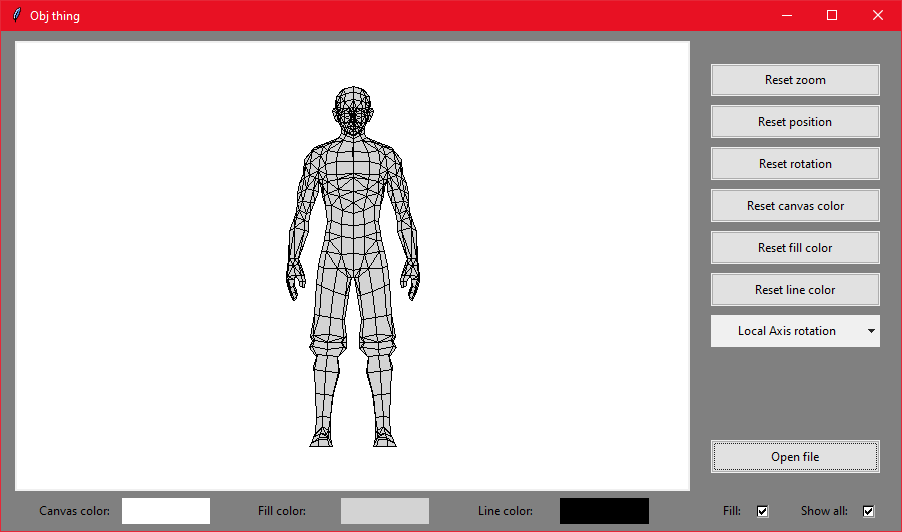 Obj thing
Reset zoom
Reset position
Reset rotation
Reset canvas color
Reset fill color
Reset line color
Local Axis rotation
Open file
Canvas color:
Fill color:
Line color:
Fill:
Show all: